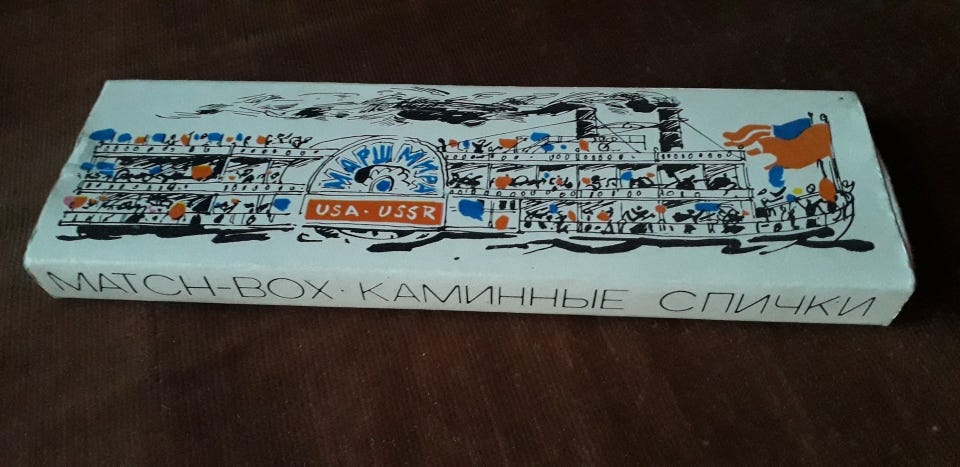 МАРШ МИРА
USA · USSR
MATCH-BOX · КАМИННЫЕ СПИЧКИ